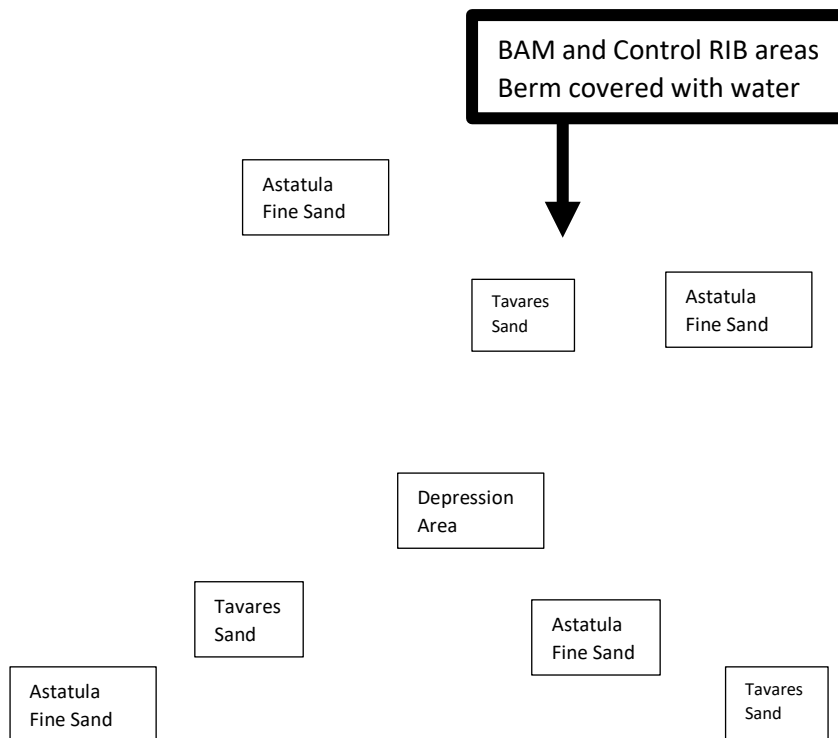 BAM and Control RIB areas
Berm covered with water
Astatula
Fine Sand
Tavares
Sand
Astatula
Fine Sand
Depression
Area
Tavares
Sand
Astatula
Fine Sand
Astatula
Fine Sand
Tavares
Sand